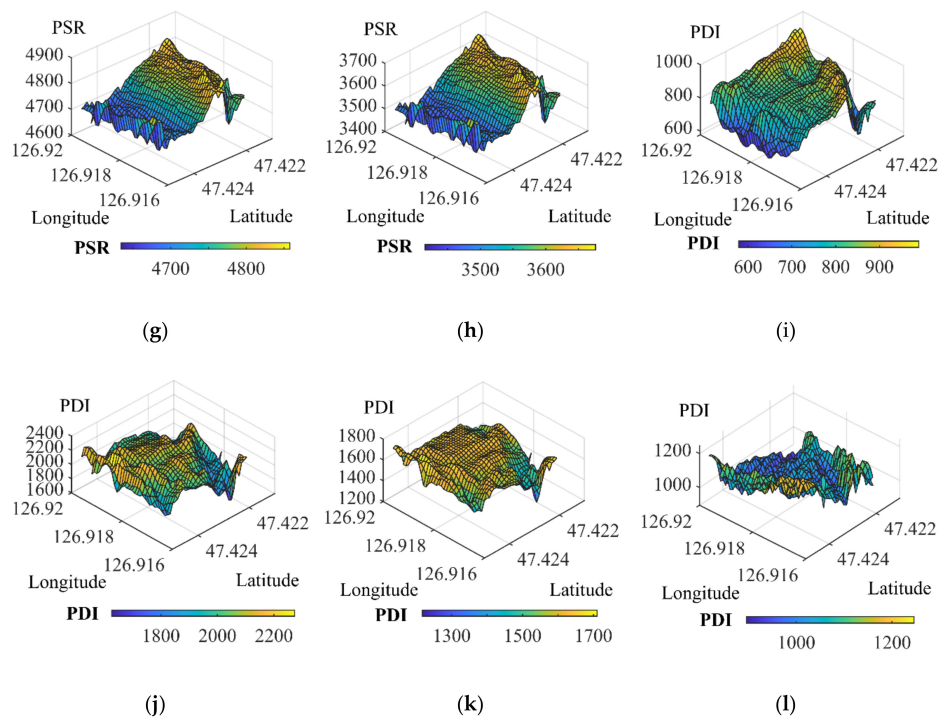 PSR
4900
4800
4700
4600
126.92
126.918
126.916
47.424
47.422
Longitude
Latitude
PSR
4700
4800
(g)
PSR
3700
3600
3500
3400
126.92
126.918
126.916
47.424
47.422
Longitude
Latitude
PSR
3500
3600
(h)
PDI
1000
800
600
126.92
126.918
126.916
47.424
47.422
Longitude
Latitude
PDI
600
700
800
900
(i)
PDI
2400
2200
2000
1800
1600
126.92
126.918
126.916
47.424
47.422
Longitude
Latitude
PDI
1800
2000
2200
(j)
PDI
1800
1600
1400
1200
126.92
126.918
126.916
47.424
47.422
Longitude
Latitude
PDI
1300
1500
1700
(k)
PDI
1200
1000
126.92
126.918
126.916
47.424
47.422
Longitude
Latitude
PDI
1000
1200
(l)